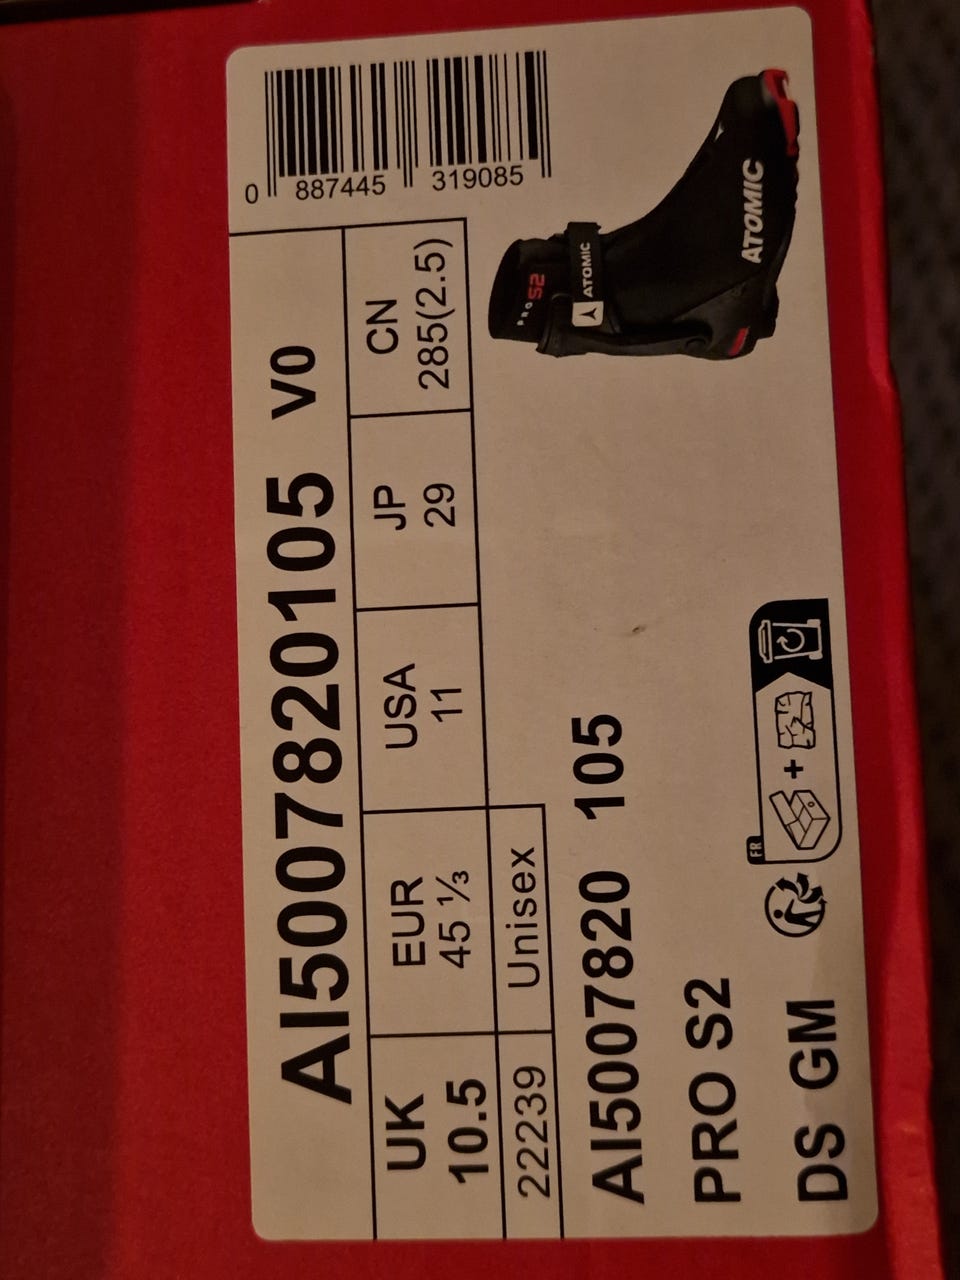 AI5007820105 V0
0 887445 319085
UK EUR USA JP CN
10.5 45 ⅓ 11 29 285(2.5)
22239 Unisex
PRO S2
ATOMIC
ATOMIC
AI5007820 105
PRO S2
FR
+
DS GM